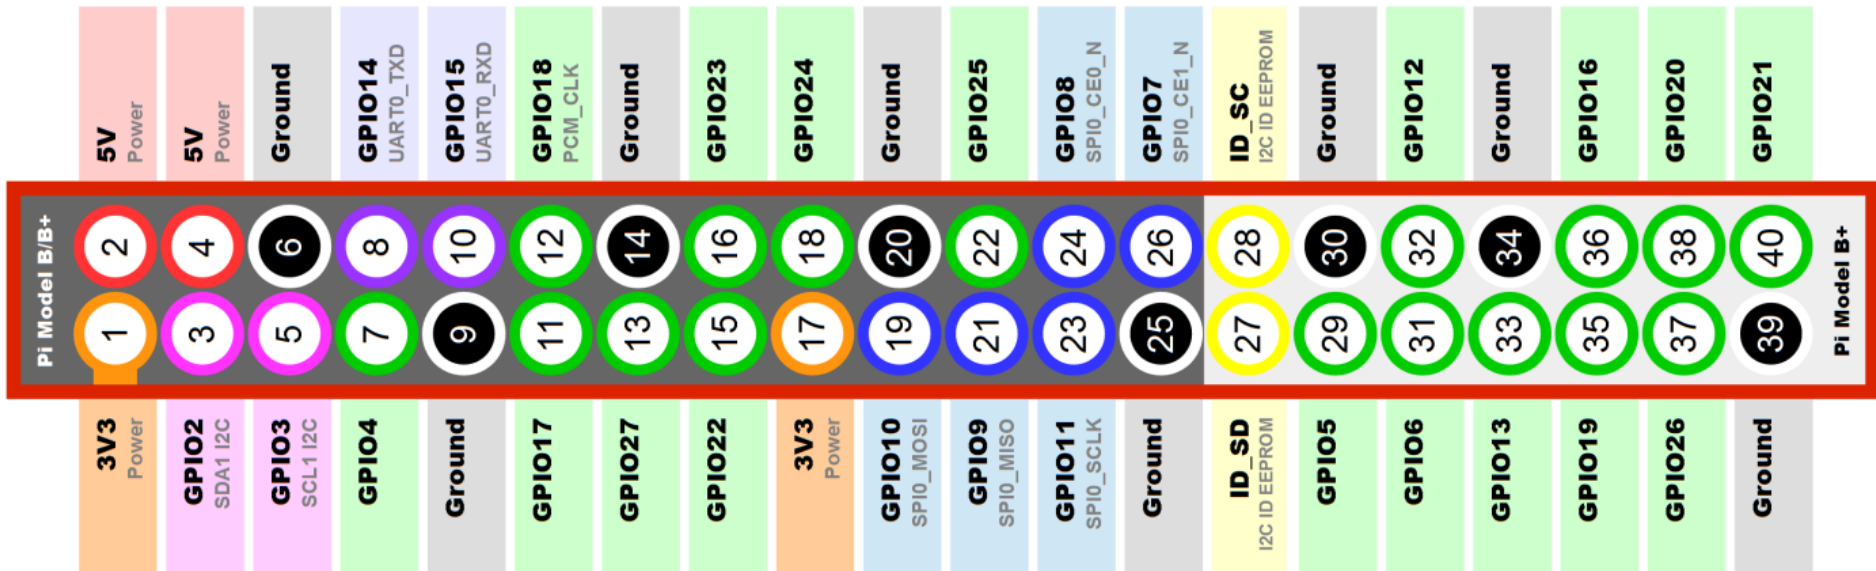 5V
Power
5V
Power
Ground
GPIO14
UART0_TXD
GPIO15
UART0_RXD
GPIO18
PCM_CLK
Ground
GPIO23
GPIO24
Ground
GPIO25
GPIO8
SPI0_CE0_N
GPIO7
SPI0_CE1_N
ID_SC
I2C ID EEPROM
Ground
GPIO12
Ground
GPIO16
GPIO20
GPIO21
Pi Model B/B+
2
4
6
8
10
12
14
16
18
20
22
24
26
28
30
32
34
36
38
40
1
3
5
7
9
11
13
15
17
19
21
23
25
27
29
31
33
35
37
39
Pi Model B+
3V3
Power
GPIO2
SDA1 I2C
GPIO3
SCL1 I2C
GPIO4
Ground
GPIO17
GPIO27
GPIO22
3V3
Power
GPIO10
SPI0_MOSI
GPIO9
SPI0_MISO
GPIO11
SPI0_SCLK
Ground
ID_SD
I2C ID EEPROM
GPIO5
GPIO6
GPIO13
GPIO19
GPIO26
Ground